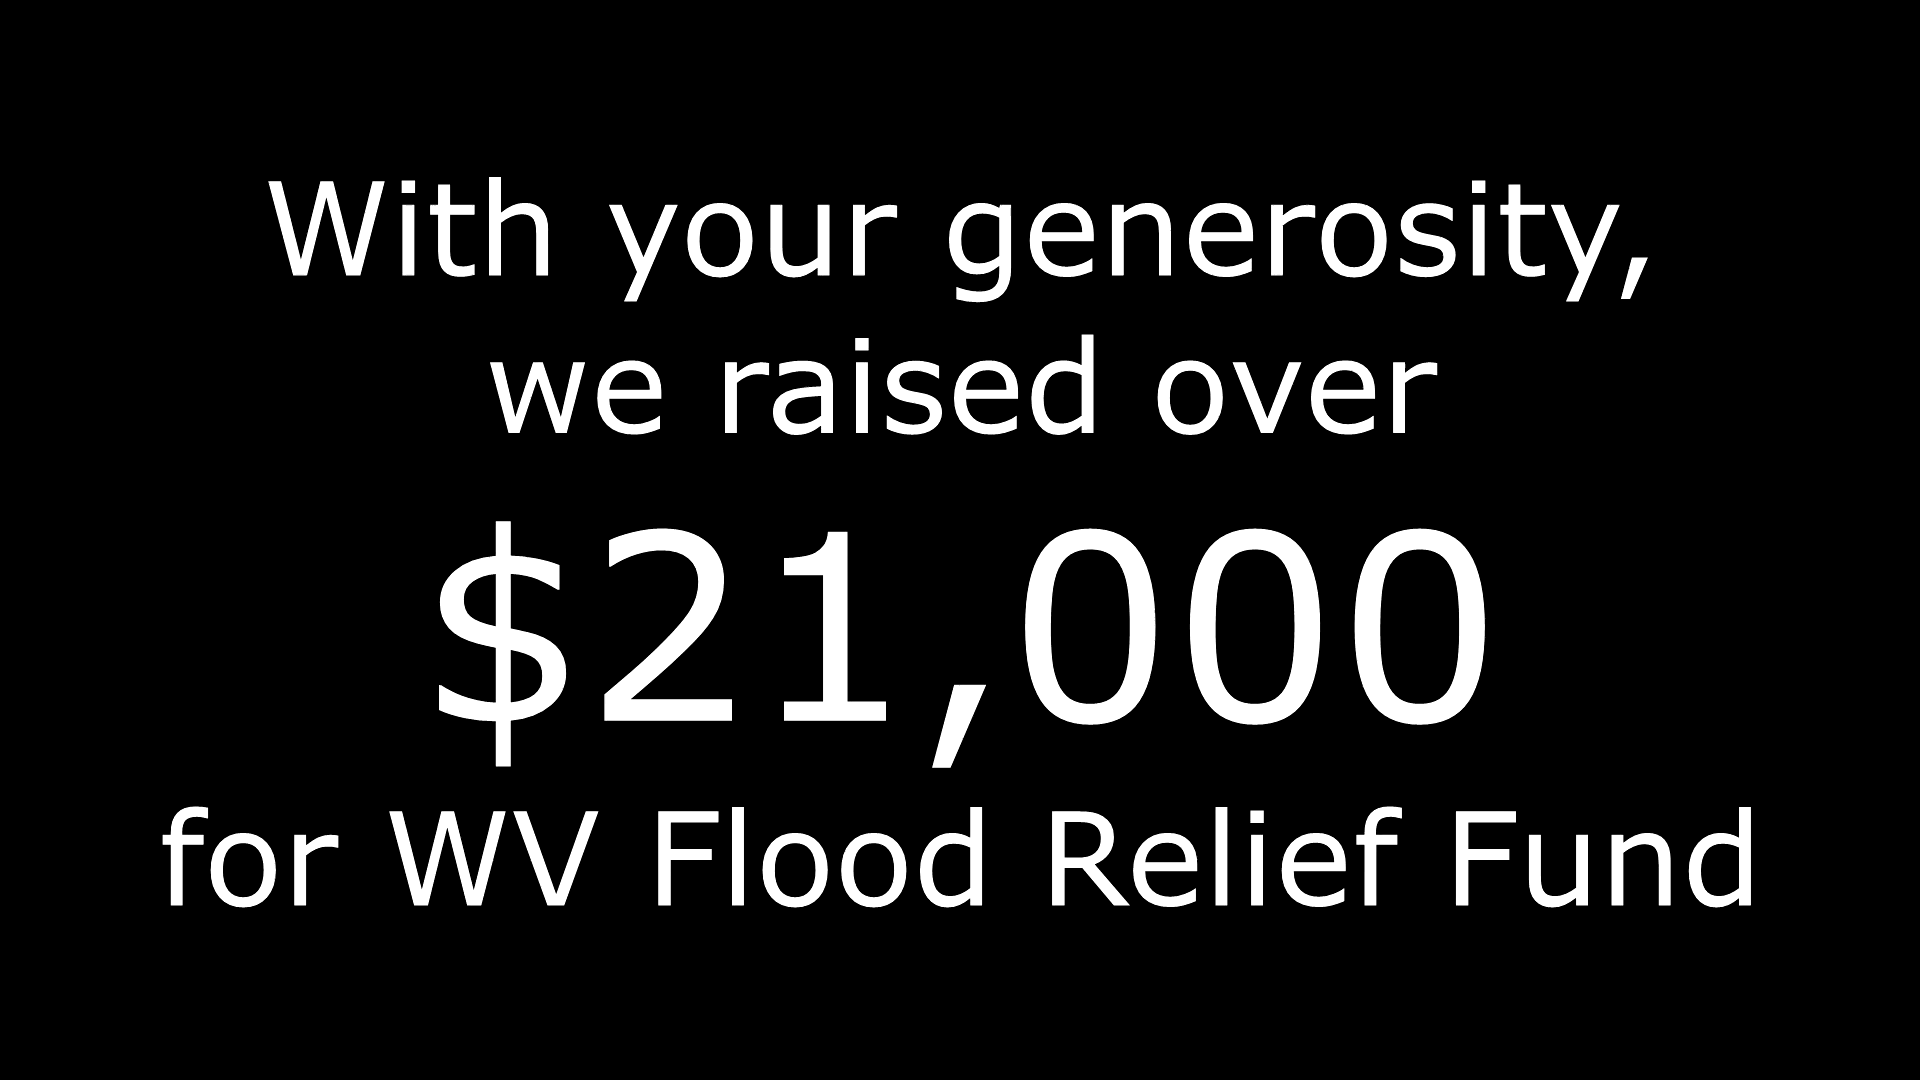 With your generosity,
we raised over
$21,000
for WV Flood Relief Fund